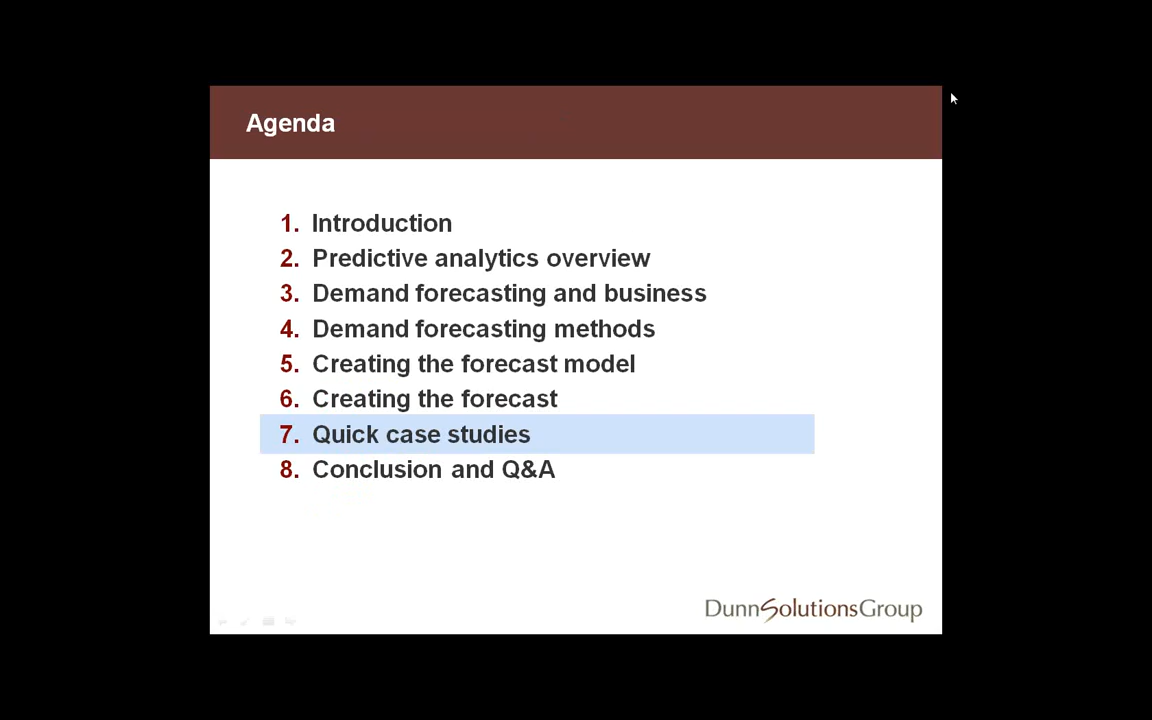 Agenda
1. Introduction
2. Predictive analytics overview
3. Demand forecasting and business
4. Demand forecasting methods
5. Creating the forecast model
6. Creating the forecast
7. Quick case studies
8. Conclusion and Q&A
DunnSolutionsGroup